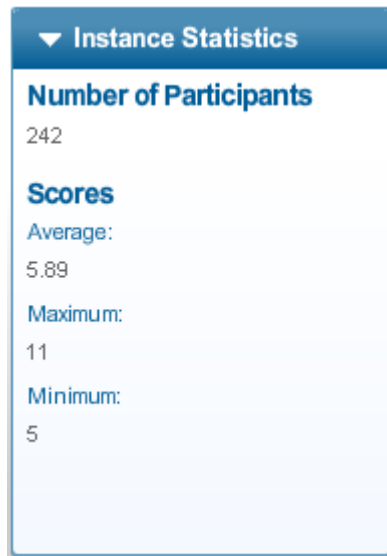 Instance Statistics
Number of Participants
242
Scores
Average:
5.89
Maximum:
11
Minimum:
5